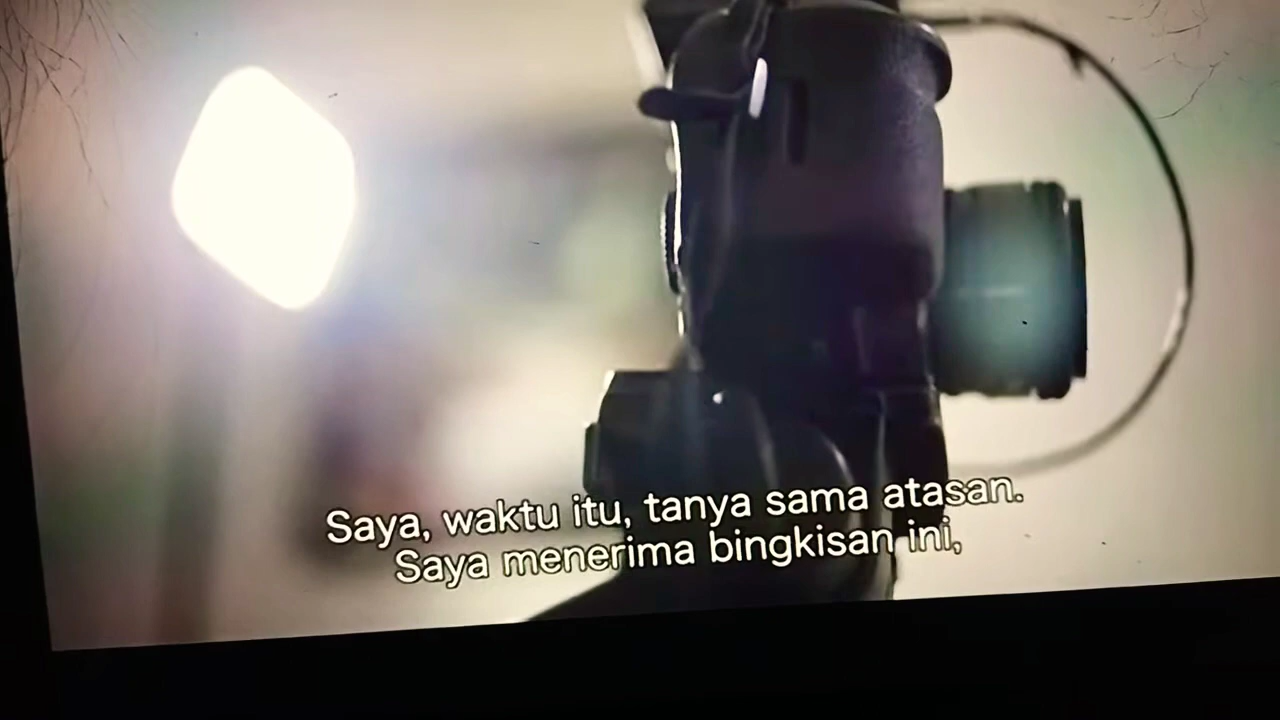 Saya, waktu itu, tanya sama atasan.
Saya menerima bingkisan ini,